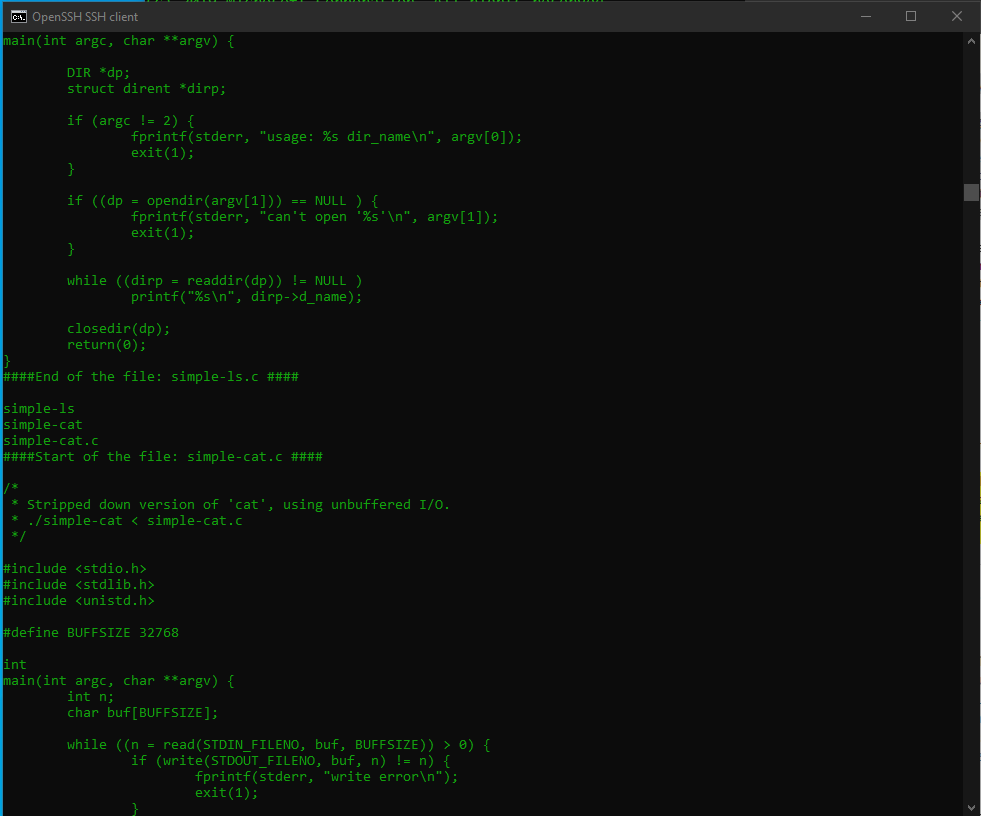 OpenSSH SSH client
main(int argc, char **argv) {
        DIR *dp;
        struct dirent *dirp;
        if (argc != 2) {
                fprintf(stderr, "usage: %s dir_name\n", argv[0]);
                exit(1);
        }
        if ((dp = opendir(argv[1])) == NULL ) {
                fprintf(stderr, "can't open '%s'\n", argv[1]);
                exit(1);
        }
        while ((dirp = readdir(dp)) != NULL )
                printf("%s\n", dirp->d_name);
        closedir(dp);
        return(0);
}
####End of the file: simple-ls.c ####
simple-ls
simple-cat
simple-cat.c
####Start of the file: simple-cat.c ####
/*
 * Stripped down version of 'cat', using unbuffered I/O.
 * ./simple-cat < simple-cat.c
 */
#include <stdio.h>
#include <stdlib.h>
#include <unistd.h>
#define BUFFSIZE 32768
int
main(int argc, char **argv) {
        int n;
        char buf[BUFFSIZE];
        while ((n = read(STDIN_FILENO, buf, BUFFSIZE)) > 0) {
                if (write(STDOUT_FILENO, buf, n) != n) {
                        fprintf(stderr, "write error\n");
                        exit(1);
                }